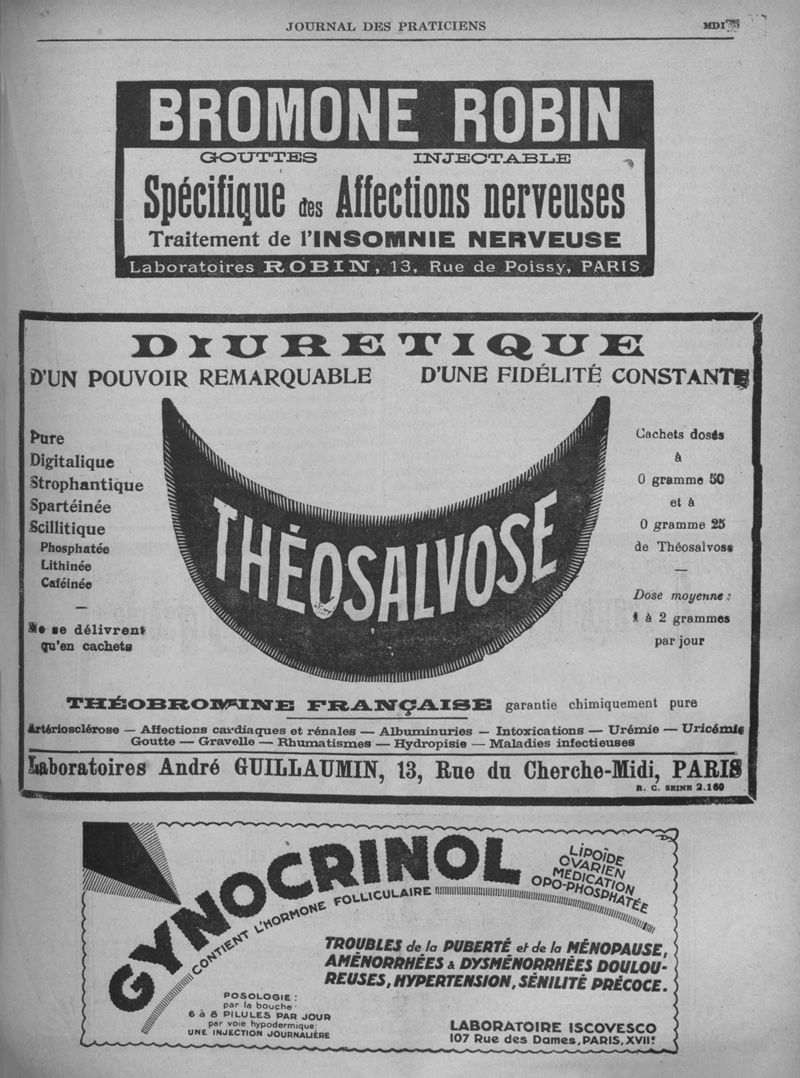 JOURNAL DES PRATICIENS
BROMONE ROBIN
GOUTTES INJECTABLE
Spécifique des Affections nerveuses
Traitement de l'INSOMNIE NERVEUSE
Laboratoires ROBIN, 13, Rue de Poissy, PARIS
DIURETIQUE
D'UN POUVOIR REMARQUABLE D'UNE FIDÉLITÉ CONSTANTE
Pure
Digitalique
Strophantique
Spartéinée
Scillitique
Phosphatée
Lithinée
Caféinée
—
Ne se délivrent
qu'en cachets
THÉOSALVOSE
Cachets dosés
à
0 gramme 50
et à
0 gramme 25
de Théosalvose
—
Dose moyenne :
1 à 2 grammes
par jour
THÉOBROMINE FRANÇAISE garantie chimiquement pure
Artériosclérose — Affections cardiaques et rénales — Albuminuries — Intoxications — Urémie — Uricémie
Goutte — Gravelle — Rhumatismes — Hydropisie — Maladies infectieuses
Laboratoires André GUILLAUMIN, 13, Rue du Cherche-Midi, PARIS
R. C. SEINE 2.160
GYNOCRINOL
CONTIENT L'HORMONE FOLLICULAIRE
LIPOÏDE
OVARIEN
MÉDICATION
OPO-PHOSPHATÉE
TROUBLES de la PUBERTÉ et de la MÉNOPAUSE,
AMÉNORRHÉES & DYSMÉNORRHÉES DOULOU-
REUSES, HYPERTENSION, SÉNILITÉ PRÉCOCE.
POSOLOGIE :
par la bouche :
6 à 8 PILULES PAR JOUR
par voie hypodermique:
UNE INJECTION JOURNALIÈRE
LABORATOIRE ISCOVESCO
107 Rue des Dames, PARIS, XVIIe